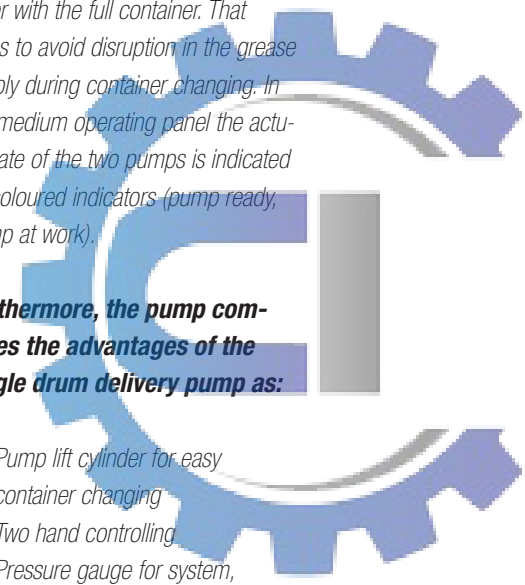 r with the full container. That
s to avoid disruption in the grease
ly during container changing. In
medium operating panel the actu-
ate of the two pumps is indicated
oloured indicators (pump ready,
p at work).
thermore, the pump com-
es the advantages of the
gle drum delivery pump as:
Pump lift cylinder for easy
container changing
Two hand controlling
Pressure gauge for system,